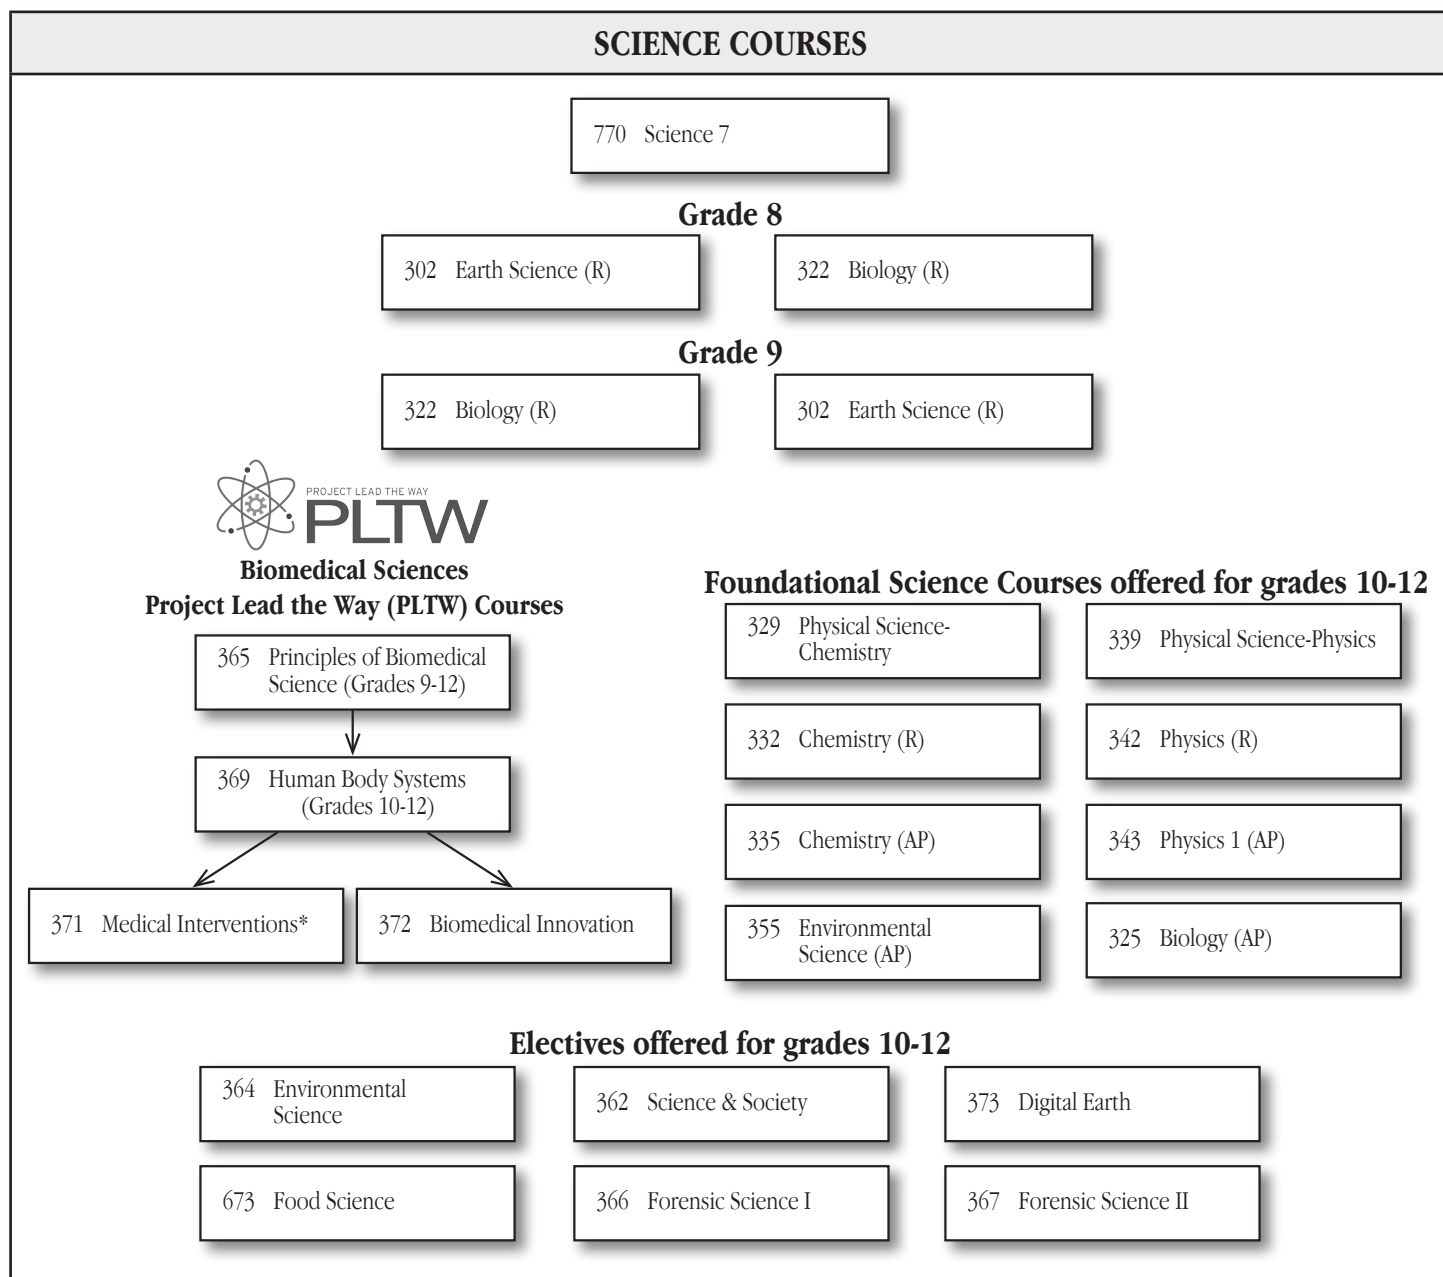 SCIENCE COURSES
770 Science 7
Grade 8
302 Earth Science (R)
322 Biology (R)
Grade 9
322 Biology (R)
302 Earth Science (R)
PROJECT LEAD THE WAY
PLTW
Biomedical Sciences
Project Lead the Way (PLTW) Courses
365 Principles of Biomedical
Science (Grades 9-12)
369 Human Body Systems
(Grades 10-12)
371 Medical Interventions*
372 Biomedical Innovation
Foundational Science Courses offered for grades 10-12
329 Physical Science-
Chemistry
339 Physical Science-Physics
332 Chemistry (R)
342 Physics (R)
335 Chemistry (AP)
343 Physics 1 (AP)
355 Environmental
Science (AP)
325 Biology (AP)
Electives offered for grades 10-12
364 Environmental
Science
362 Science & Society
373 Digital Earth
673 Food Science
366 Forensic Science I
367 Forensic Science II